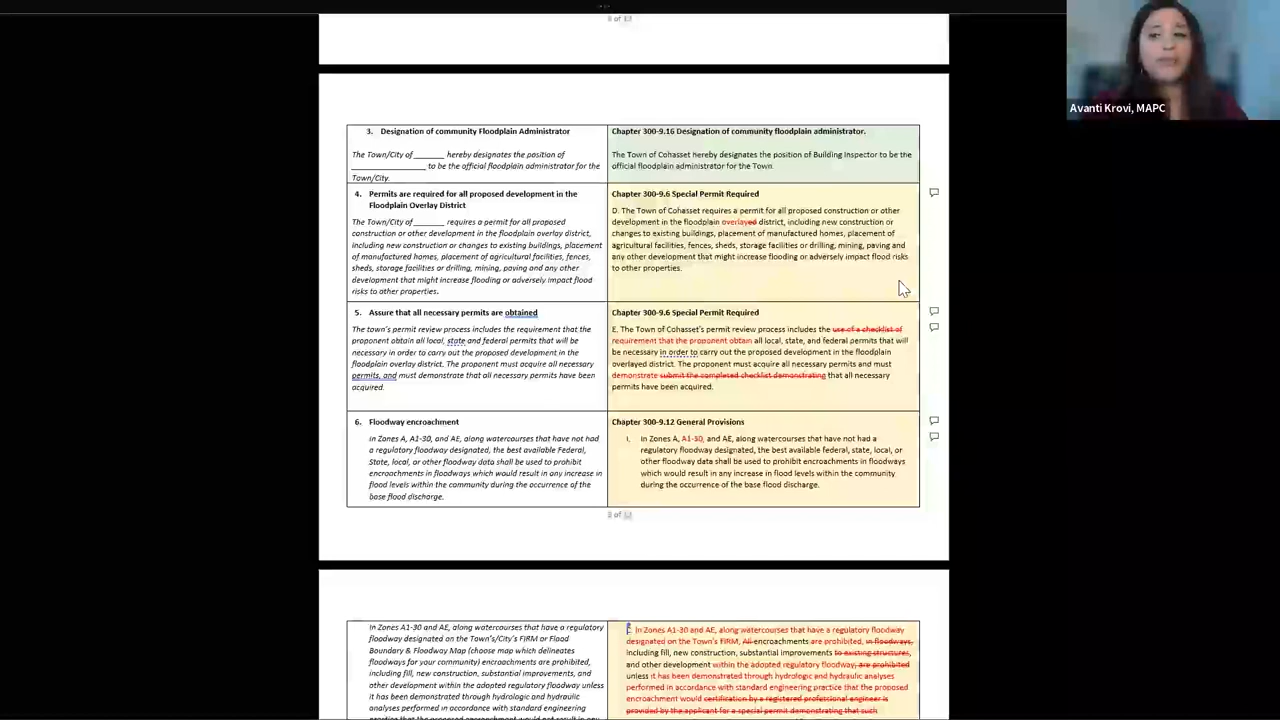 8 of 13
Avanti Krovi, MAPC
3. Designation of community Floodplain Administrator
The Town/City of _______ hereby designates the position of
_________________ to be the official floodplain administrator for the
Town/City.
Chapter 300-9.16 Designation of community floodplain administrator.
The Town of Cohasset hereby designates the position of Building Inspector to be the
official floodplain administrator for the Town.
4. Permits are required for all proposed development in the
Floodplain Overlay District
The Town/City of _______ requires a permit for all proposed
construction or other development in the floodplain overlay district,
including new construction or changes to existing buildings, placement
of manufactured homes, placement of agricultural facilities, fences,
sheds, storage facilities or drilling, mining, paving and any other
development that might increase flooding or adversely impact flood
risks to other properties.
Chapter 300-9.6 Special Permit Required
D. The Town of Cohasset requires a permit for all proposed construction or other
development in the floodplain overlayed district, including new construction or
changes to existing buildings, placement of manufactured homes, placement of
agricultural facilities, fences, sheds, storage facilities or drilling, mining, paving and
any other development that might increase flooding or adversely impact flood risks
to other properties.
5. Assure that all necessary permits are obtained
The town's permit review process includes the requirement that the
proponent obtain all local, state and federal permits that will be
necessary in order to carry out the proposed development in the
floodplain overlay district. The proponent must acquire all necessary
permits, and must demonstrate that all necessary permits have been
acquired.
Chapter 300-9.6 Special Permit Required
E. The Town of Cohasset's permit review process includes the use of a checklist of
requirement that the proponent obtain all local, state, and federal permits that will
be necessary in order to carry out the proposed development in the floodplain
overlayed district. The proponent must acquire all necessary permits and must
demonstrate submit the completed checklist demonstrating that all necessary
permits have been acquired.
6. Floodway encroachment
In Zones A, A1-30, and AE, along watercourses that have not had
a regulatory floodway designated, the best available Federal,
State, local, or other floodway data shall be used to prohibit
encroachments in floodways which would result in any increase in
flood levels within the community during the occurrence of the
base flood discharge.
Chapter 300-9.12 General Provisions
I. In Zones A, A1-30, and AE, along watercourses that have not had a
regulatory floodway designated, the best available federal, state, local, or
other floodway data shall be used to prohibit encroachments in floodways
which would result in any increase in flood levels within the community
during the occurrence of the base flood discharge.
In Zones A1-30 and AE, along watercourses that have a regulatory
floodway designated on the Town's/City's FIRM or Flood
Boundary & Floodway Map (choose map which delineates
floodways for your community) encroachments are prohibited,
including fill, new construction, substantial improvements, and
other development within the adopted regulatory floodway unless
it has been demonstrated through hydrologic and hydraulic
analyses performed in accordance with standard engineering
practice that the proposed encroachment would not result in any
In Zones A1-30 and AE, along watercourses that have a regulatory floodway
designated on the Town's FIRM, All encroachments are prohibited, in floodways,
including fill, new construction, substantial improvements to existing structures,
and other development within the adopted regulatory floodway, are prohibited
unless it has been demonstrated through hydrologic and hydraulic analyses
performed in accordance with standard engineering practice that the proposed
encroachment would certification by a registered professional engineer is
provided by the applicant for a special permit demonstrating that such